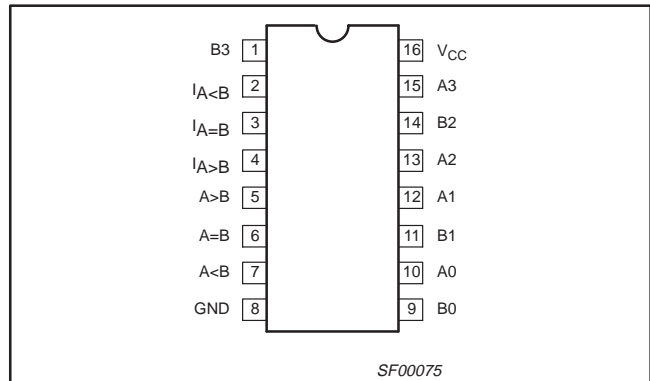 B3 1 16 VCC
IA<B 2 15 A3
IA=B 3 14 B2
IA>B 4 13 A2
A>B 5 12 A1
A=B 6 11 B1
A<B 7 10 A0
GND 8 9 B0
SF00075